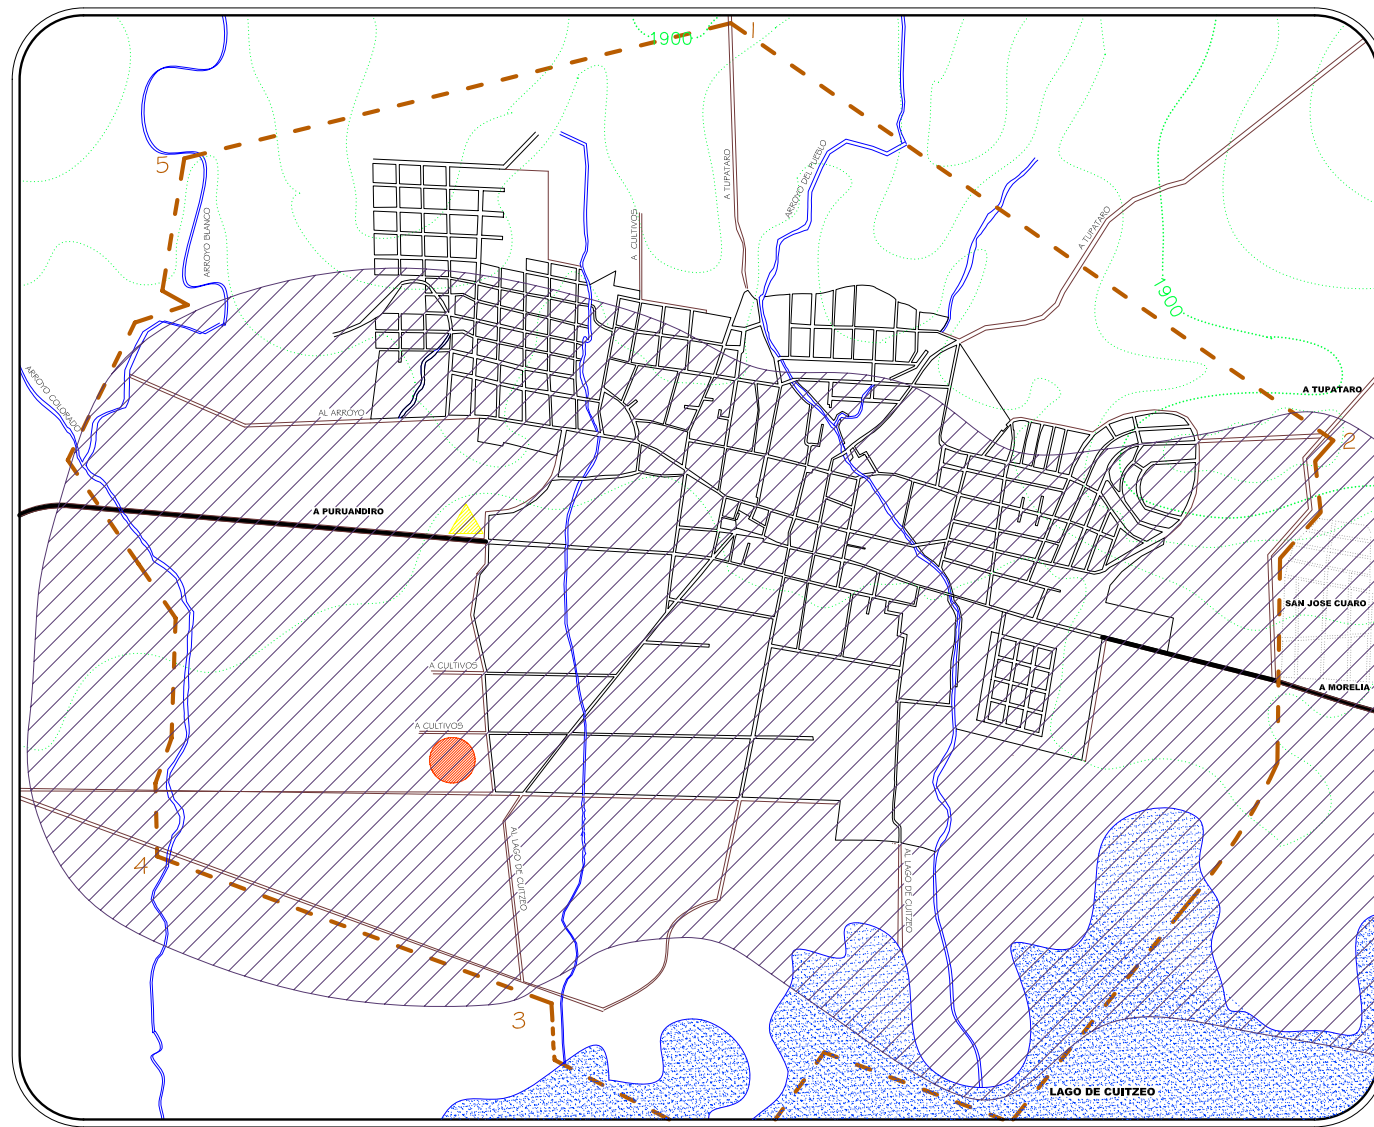 1
1900
5
A TUPATARO
ARROYO DEL PUEBLO
ARROYO BLANCO
A CULTIVOS
A TUPATARO
1900
ARROYO COLORADO
A TUPATARO
AL ARROYO
2
A PURUANDIRO
SAN JOSE CUARO
A CULTIVOS
A MORELIA
A CULTIVOS
4
AL LAGO DE CUITZEO
AL LAGO DE CUITZEO
3
LAGO DE CUITZEO